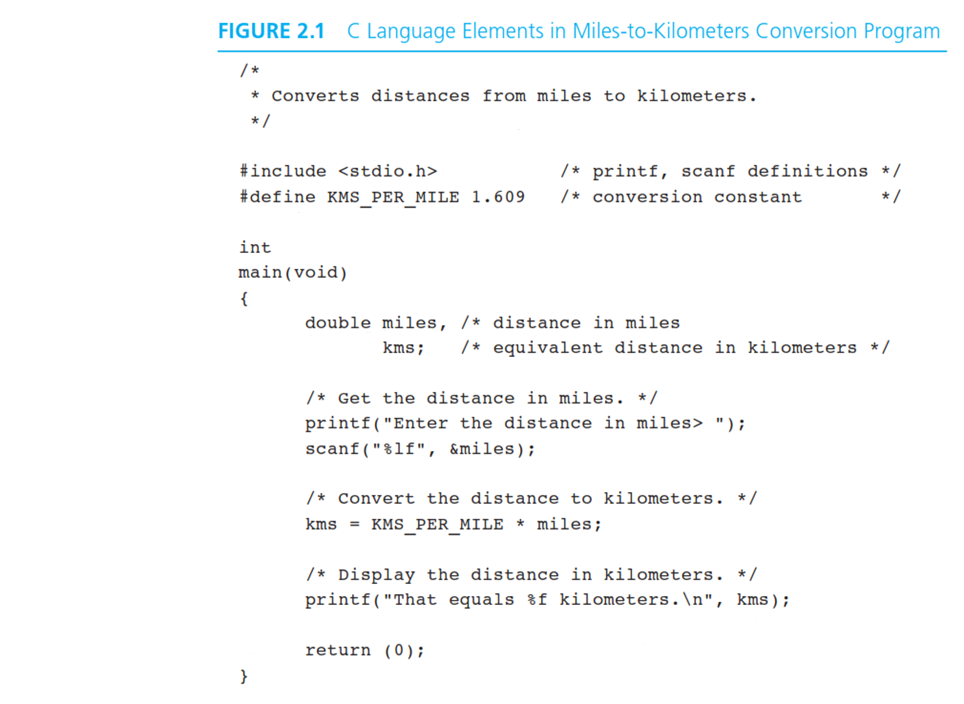 FIGURE 2.1 C Language Elements in Miles-to-Kilometers Conversion Program
/*
 * Converts distances from miles to kilometers.
 */
#include <stdio.h> /* printf, scanf definitions */
#define KMS_PER_MILE 1.609 /* conversion constant */
int
main(void)
{
double miles, /* distance in miles
kms; /* equivalent distance in kilometers */
/* Get the distance in miles. */
printf("Enter the distance in miles> ");
scanf("%lf", &miles);
/* Convert the distance to kilometers. */
kms = KMS_PER_MILE * miles;
/* Display the distance in kilometers. */
printf("That equals %f kilometers.\n", kms);
return (0);
}